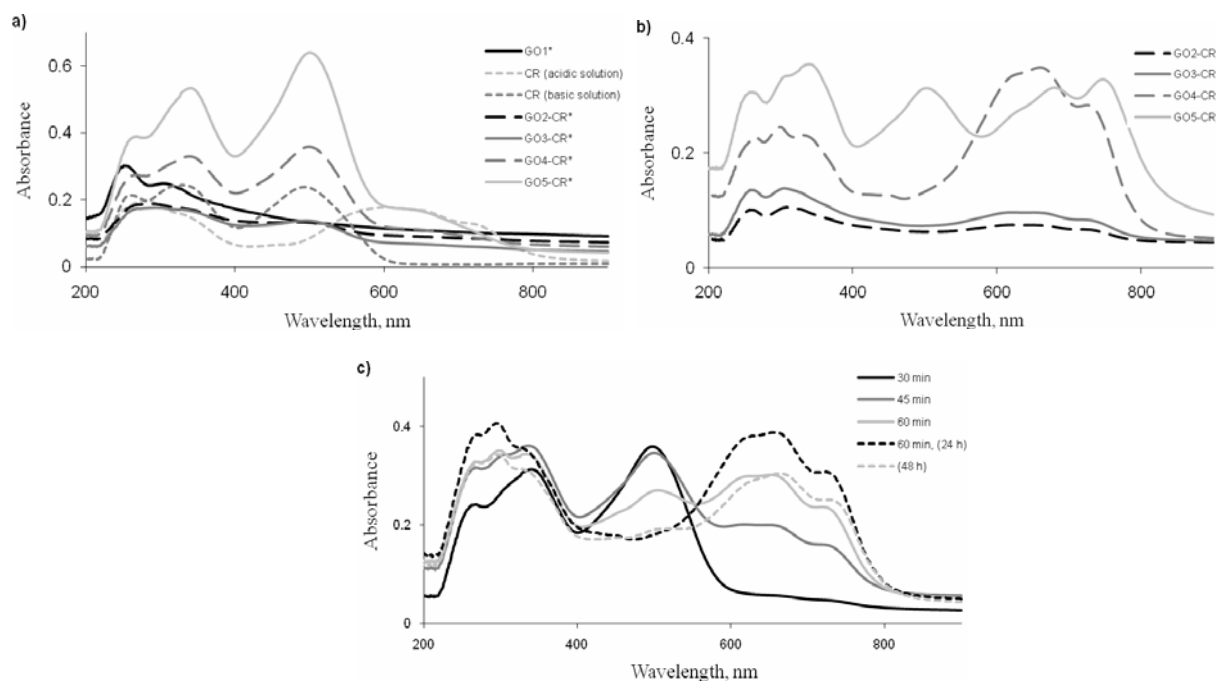 a)
Absorbance
0.6
0.4
0.2
0
200
400
600
800
Wavelength, nm
GO1*
CR (acidic solution)
CR (basic solution)
GO2-CR*
GO3-CR*
GO4-CR*
GO5-CR*
b)
Absorbance
0.4
0.2
0
200
400
600
800
Wavelength, nm
GO2-CR
GO3-CR
GO4-CR
GO5-CR
c)
Absorbance
0.4
0.2
0
200
400
600
800
Wavelength, nm
30 min
45 min
60 min
60 min, (24 h)
(48 h)